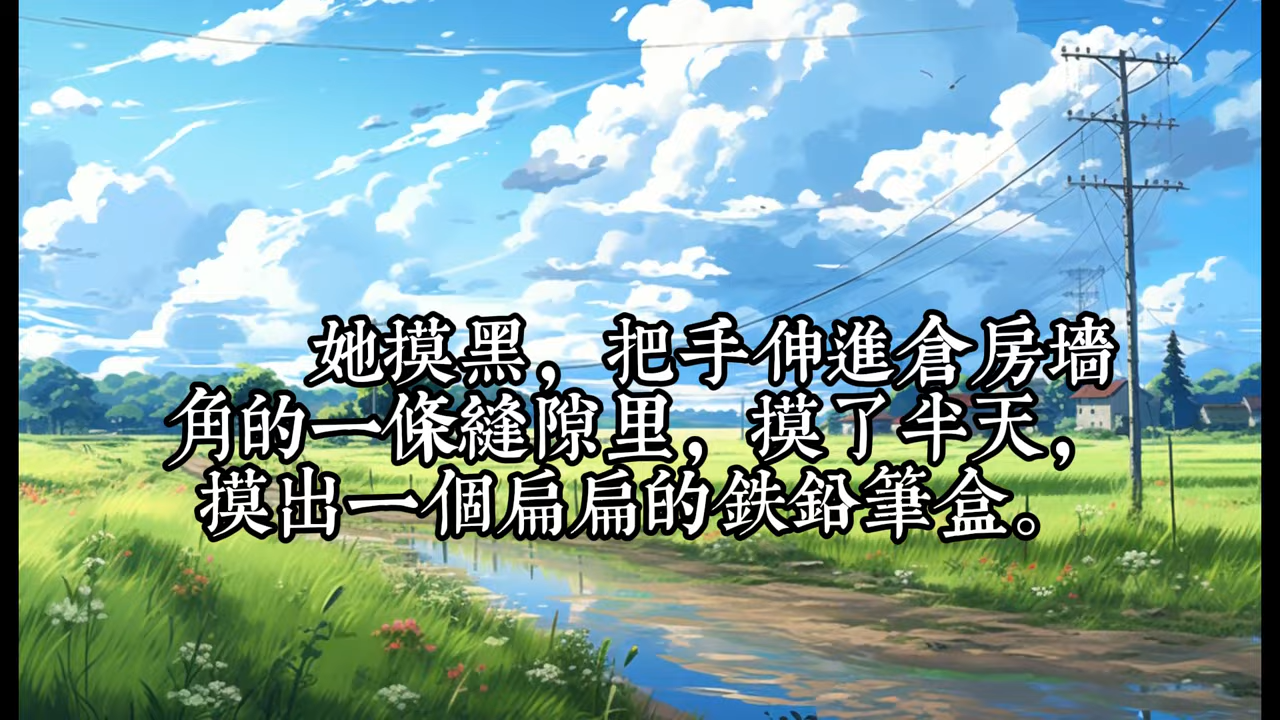 她摸黑，把手伸進倉房墻
角的一條縫隙里，摸了半天，
摸出一個扁扁的鉄鉛筆盒。